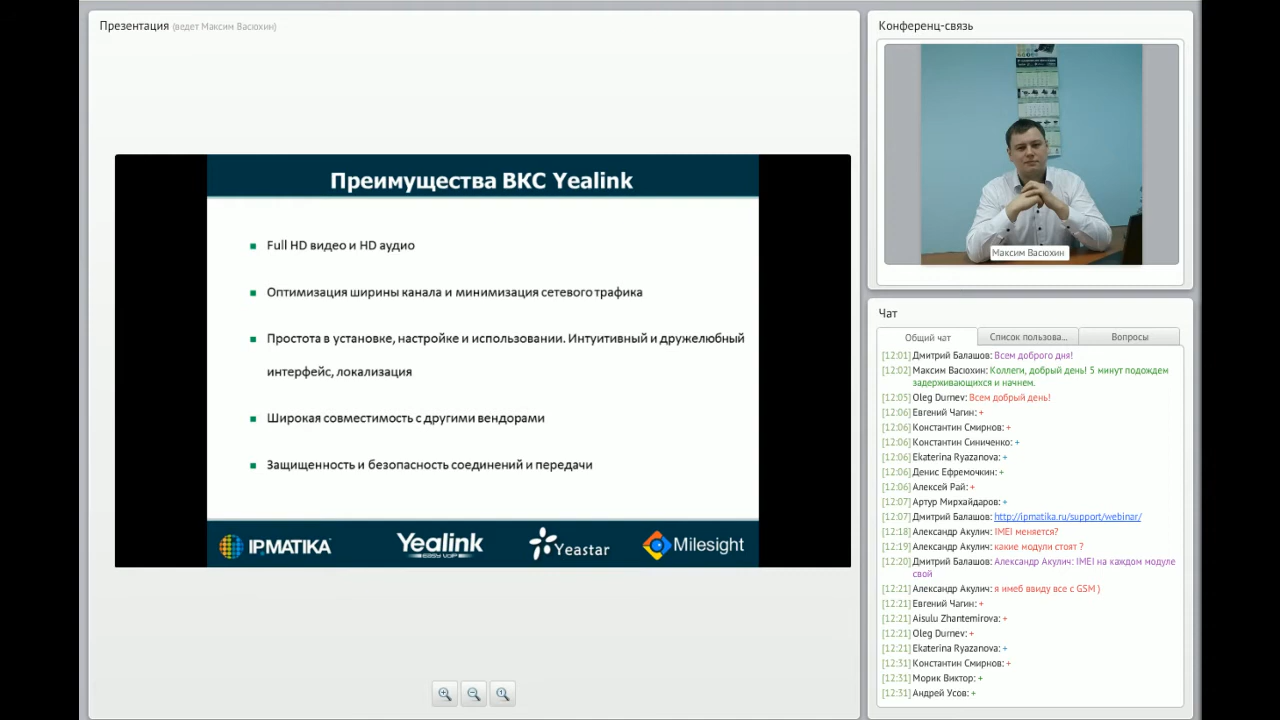 Презентация (ведет Максим Васюхин)
Преимущества ВКС Yealink
Full HD видео и HD аудио
Оптимизация ширины канала и минимизация сетевого трафика
Простота в установке, настройке и использовании. Интуитивный и дружелюбный
интерфейс, локализация
Широкая совместимость с другими вендорами
Защищенность и безопасность соединений и передачи
IPMATIKA
Yealink
EASY VOIP
Yeastar
Milesight
Конференц-связь
Максим Васюхин
Чат
Общий чат
Список пользова...
Вопросы
[12:01] Дмитрий Балашов: Всем доброго дня!
[12:02] Максим Васюхин: Коллеги, добрый день! 5 минут подождем
задерживающихся и начнем.
[12:05] Oleg Durnev: Всем добрый день!
[12:06] Евгений Чагин: +
[12:06] Константин Смирнов: +
[12:06] Константин Синиченко: +
[12:06] Ekaterina Ryazanova: +
[12:06] Денис Ефремочкин: +
[12:06] Алексей Рай: +
[12:07] Артур Мирхайдаров: +
[12:07] Дмитрий Балашов: http://ipmatika.ru/support/webinar/
[12:18] Александр Акулич: IMEI меняется?
[12:19] Александр Акулич: какие модули стоят ?
[12:20] Дмитрий Балашов: Александр Акулич: IMEI на каждом модуле
свой
[12:21] Александр Акулич: я имеб ввиду все с GSM )
[12:21] Евгений Чагин: +
[12:21] Aisulu Zhantemirova: +
[12:21] Oleg Durnev: +
[12:21] Ekaterina Ryazanova: +
[12:31] Константин Смирнов: +
[12:31] Морик Виктор: +
[12:31] Андрей Усов: +